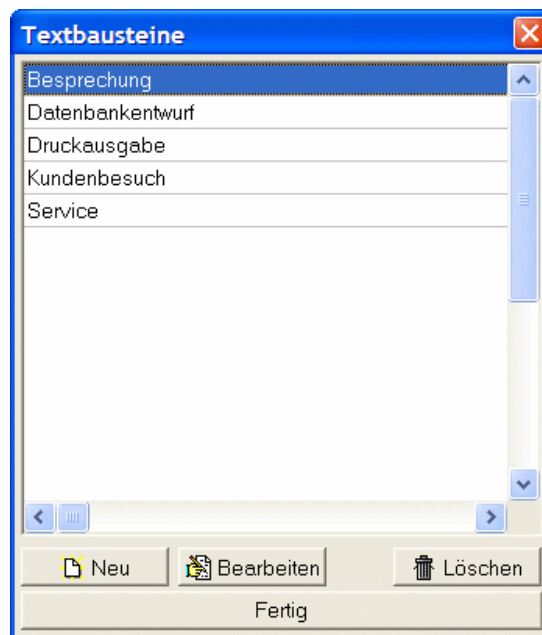 Textbausteine
Besprechung
Datenbankentwurf
Druckausgabe
Kundenbesuch
Service
Neu Bearbeiten Löschen
Fertig